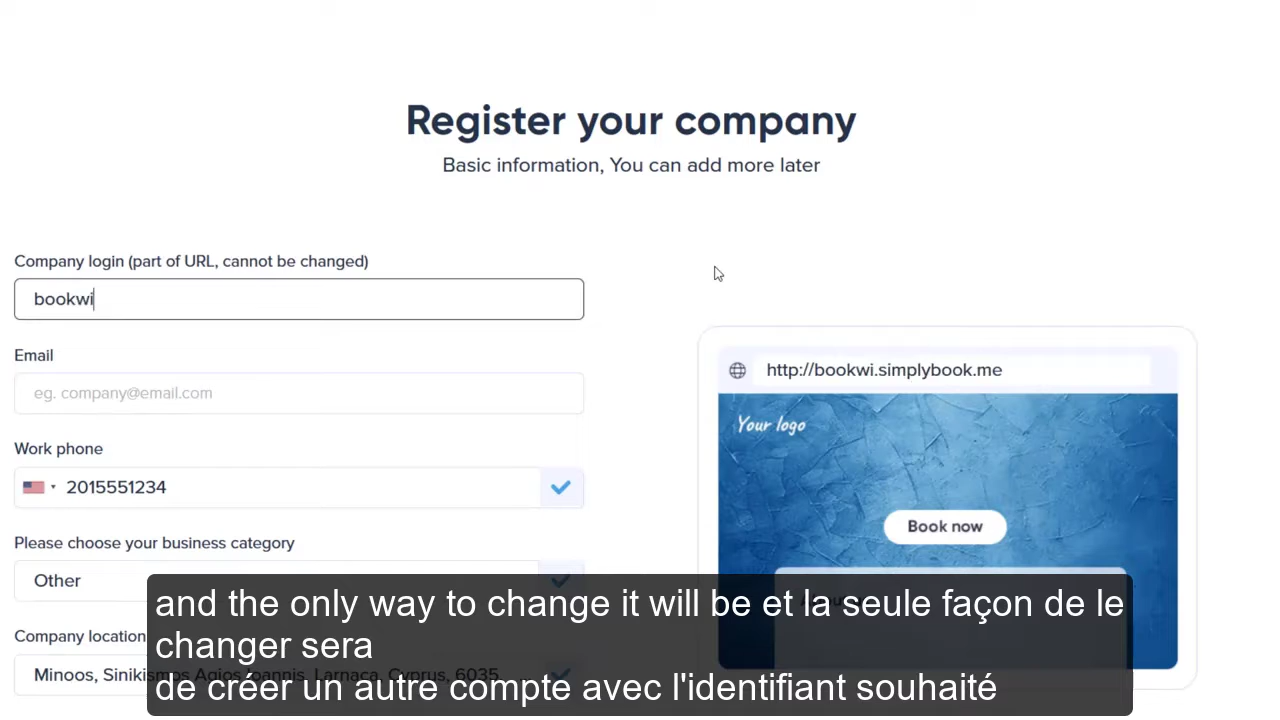 Register your company
Basic information, You can add more later
Company login (part of URL, cannot be changed)
bookwi
Email
eg. company@email.com
Work phone
2015551234
Please choose your business category
Other
Company location
Minoos, Sinikismos Agios Ioannis, Larnaca, Cyprus, 6035
http://bookwi.simplybook.me
Your logo
Book now
and the only way to change it will be et la seule façon de le
changer sera
de créer un autre compte avec l'identifiant souhaité